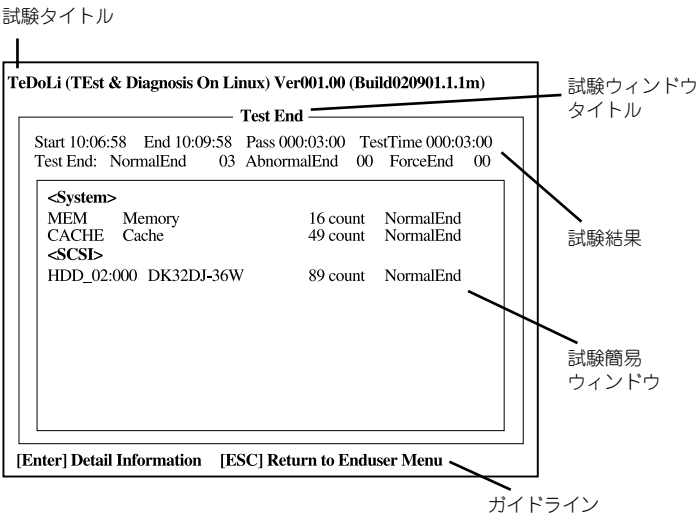 試験タイトル
TeDoLi (TEst & Diagnosis On Linux) Ver001.00 (Build020901.1.1m)
試験ウィンドウ
タイトル
Test End
Start 10:06:58 End 10:09:58 Pass 000:03:00 TestTime 000:03:00
Test End: NormalEnd 03 AbnormalEnd 00 ForceEnd 00
試験結果
<System>
MEM Memory 16 count NormalEnd
CACHE Cache 49 count NormalEnd
<SCSI>
HDD_02:000 DK32DJ-36W 89 count NormalEnd
試験簡易
ウィンドウ
[Enter] Detail Information [ESC] Return to Enduser Menu
ガイドライン